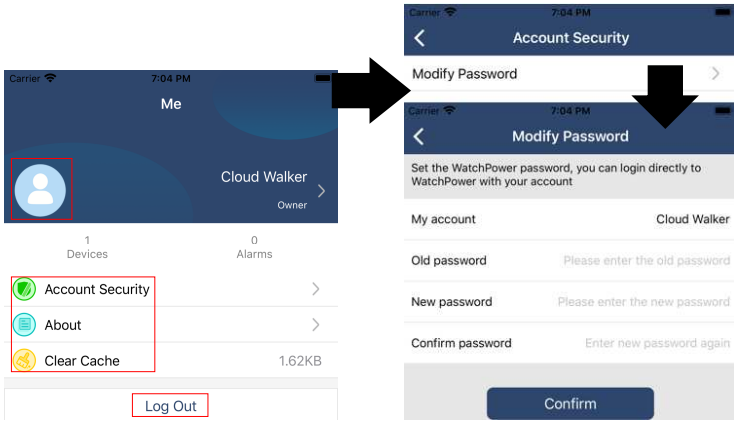 Carrier 7:04 PM
Me
Cloud Walker
Owner
1 0
Devices Alarms
Account Security
About
Clear Cache 1.62KB
Log Out
Carrier 7:04 PM
Account Security
Modify Password
Carrier 7:04 PM
Modify Password
Set the WatchPower password, you can login directly to
WatchPower with your account
My account Cloud Walker
Old password Please enter the old password
New password Please enter the new password
Confirm password Enter new password again
Confirm